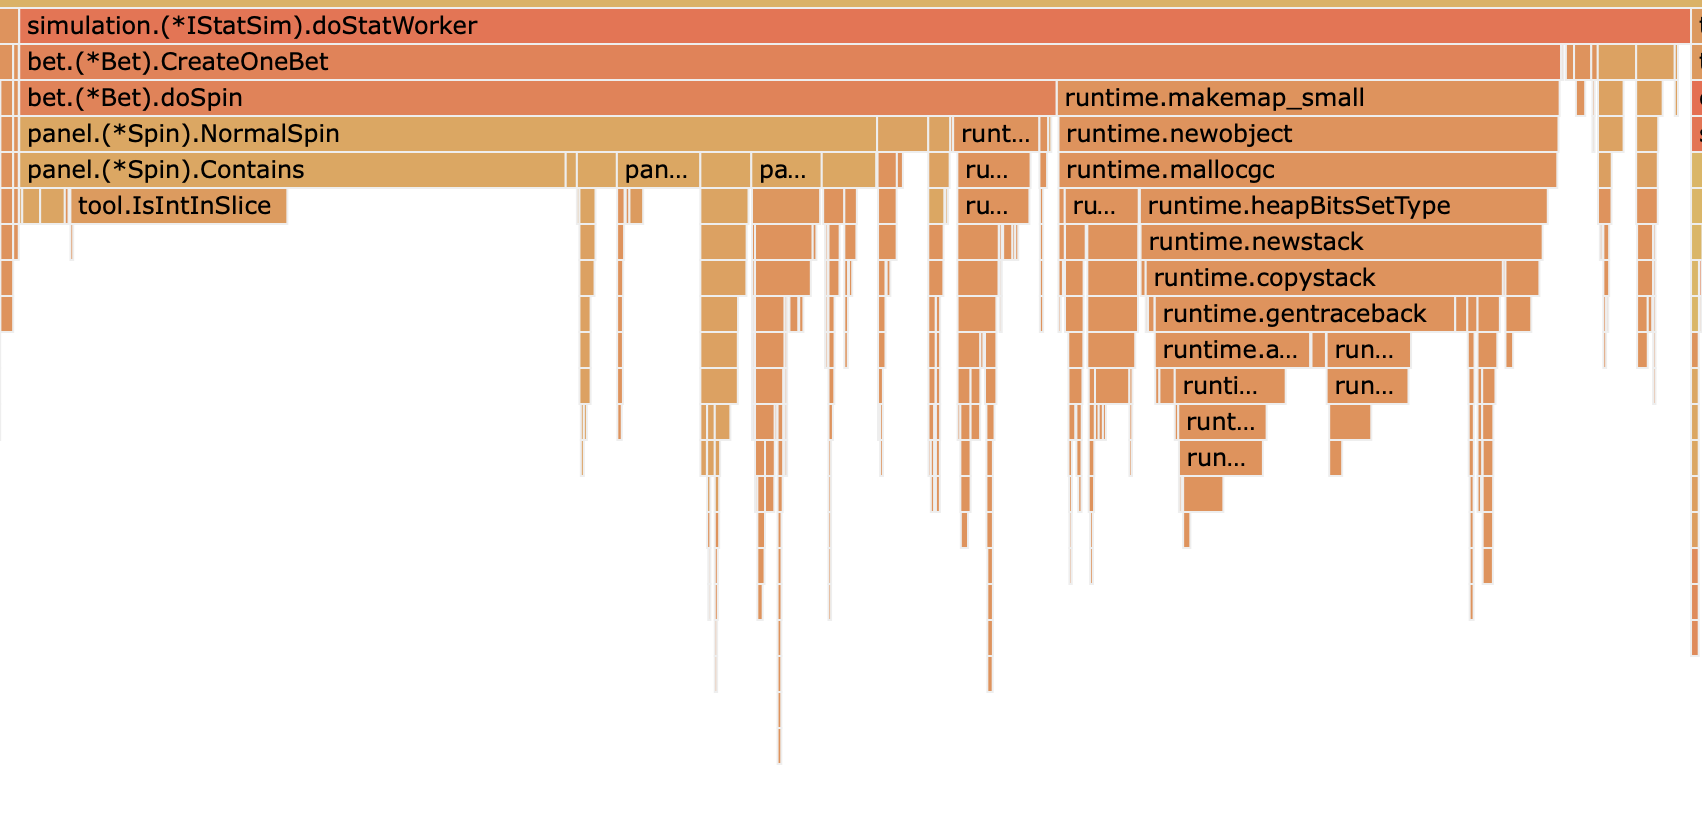 simulation.(*IStatSim).doStatWorker
bet.(*Bet).CreateOneBet
bet.(*Bet).doSpin runtime.makemap_small
panel.(*Spin).NormalSpin runt... runtime.newobject
panel.(*Spin).Contains pan... pa... ru... runtime.mallocgc
tool.IsIntInSlice ru... ru... runtime.heapBitsSetType
runtime.newstack
runtime.copystack
runtime.gentraceback
runtime.a... run...
runti... run...
runt...
run...